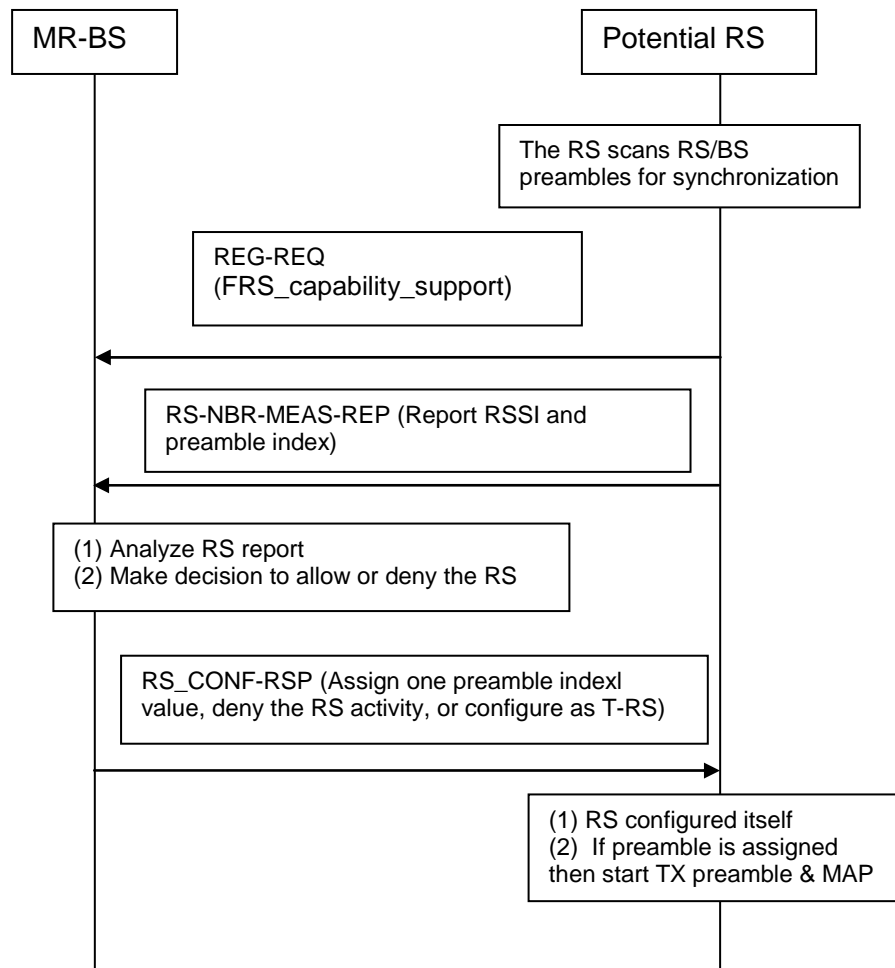 MR-BS
Potential RS
The RS scans RS/BS
preambles for synchronization
REG-REQ
(FRS_capability_support)
RS-NBR-MEAS-REP (Report RSSI and
preamble index)
(1) Analyze RS report
(2) Make decision to allow or deny the RS
RS_CONF-RSP (Assign one preamble indexl
value, deny the RS activity, or configure as T-RS)
(1) RS configured itself
(2) If preamble is assigned
then start TX preamble & MAP